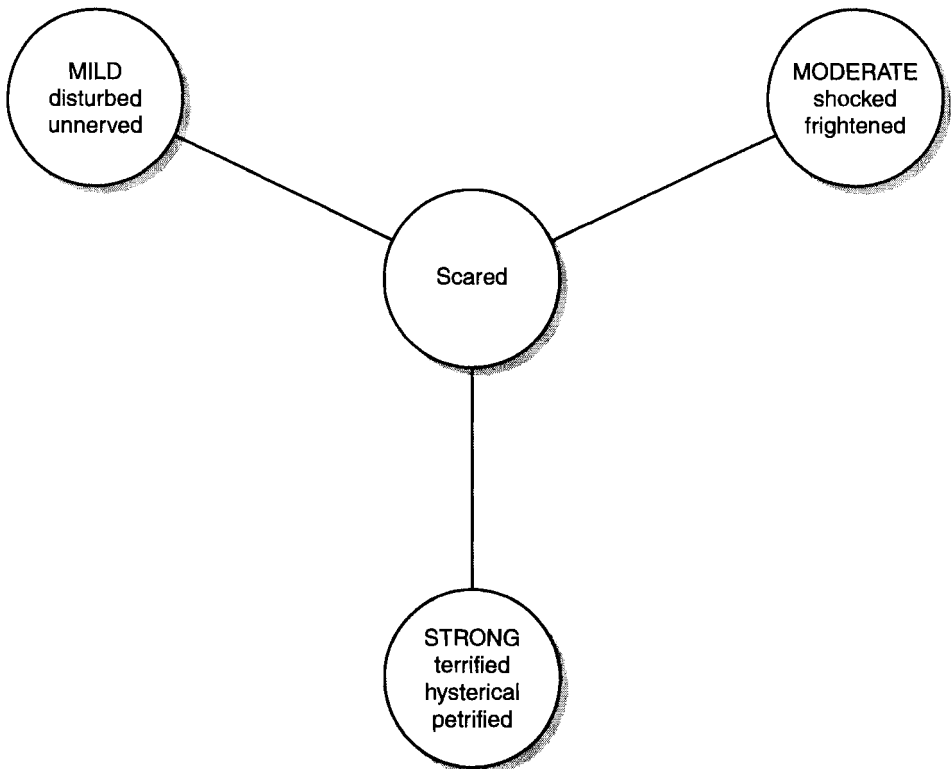 MILD
disturbed
unnerved
MODERATE
shocked
frightened
Scared
STRONG
terrified
hysterical
petrified